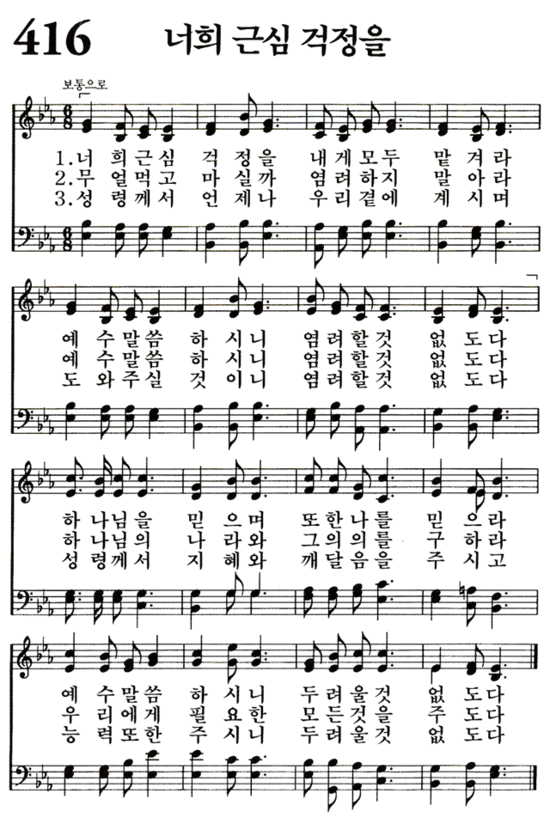 416 너희 근심 걱정을
보통으로
1.너 희근심 걱 정을 내게모두 맡 겨라
2.무 얼먹고 마 실까 염 려하지 말 아라
3.성 령께서 언 제나 우 리곁에 계 시며
예 수말씀 하 시니 염 려할것 없 도다
예 수말씀 하 시니 염 려할것 없 도다
도 와주실 것 이니 염 려할것 없 도다
하 나님을 믿 으며 또한나를 믿 으라
하 나님의 나 라와 그의의를 구 하라
성 령께서 지 혜와 깨 달음을 주 시고
예 수말씀 하 시니 두 려울것 없 도다
우 리에게 필 요한 모 든것을 주 도다
능 력또한 주 시니 두 려울것 없 도다